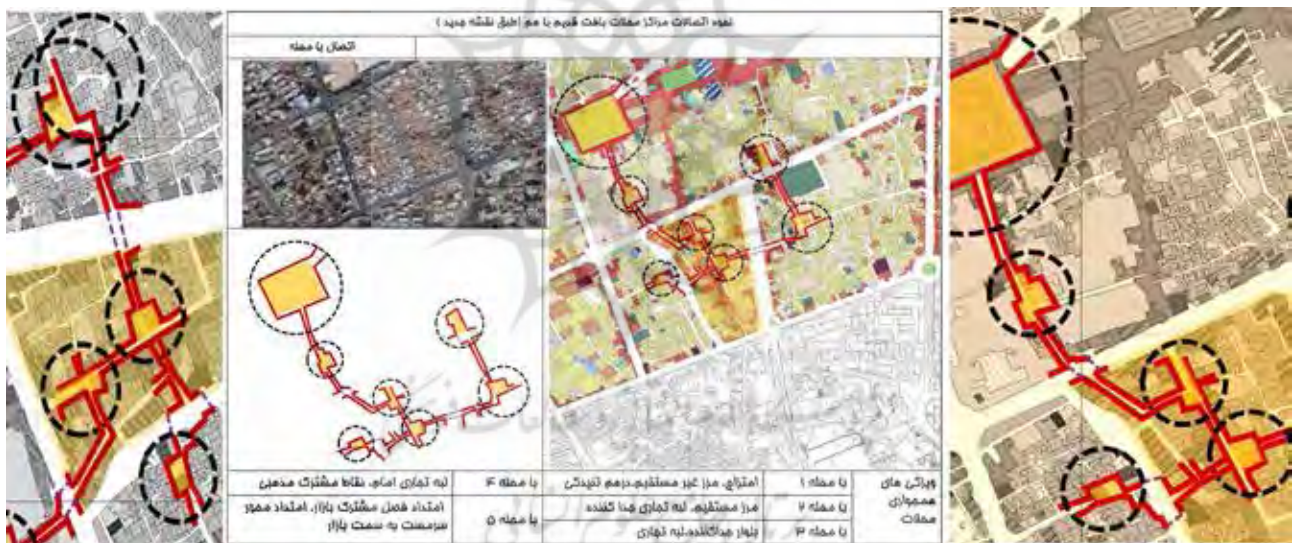 نحوه اتصالات مراکز محلات بافت قدیم با هم (طبق نقشه جدید)
اتصال با محله
ویژگی های همجواری محلات
با محله ۱
امتزاج، مرز غیر مستقیم، درهم تنیدگی
با محله ۴
لبه تجاری امام، نقاط مشترک مذهبی
با محله ۲
مرز مستقیم، لبه تجاری جدا کننده
با محله ۵
امتداد فصل مشترک بازار، امتداد محور
سرمست به سمت بازار
با محله ۳
بلوار جداکننده، لبه تجاری